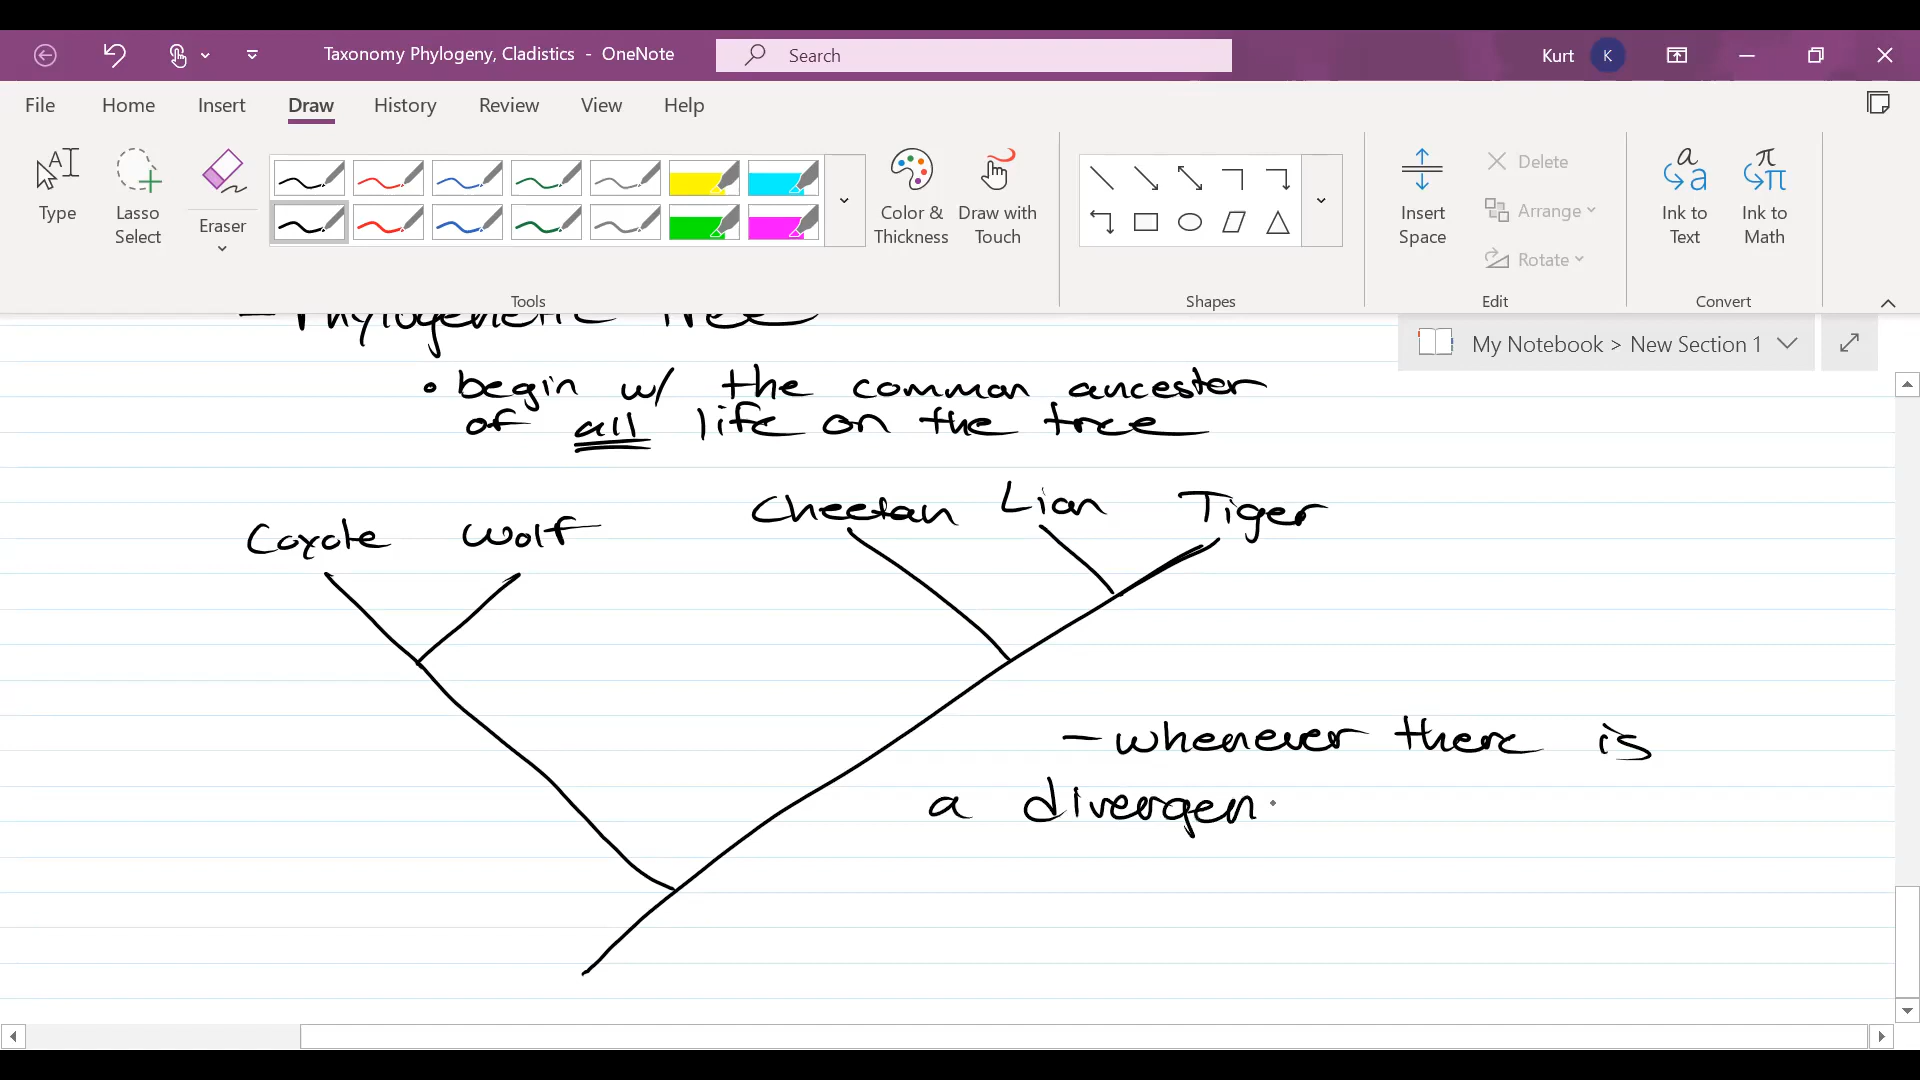 Taxonomy Phylogeny, Cladistics - OneNote
Search
Kurt
K
File Home Insert Draw History Review View Help
Type
Lasso Select
Eraser
Color & Thickness
Draw with Touch
Insert Space
Delete
Arrange
Rotate
Ink to Text
Ink to Math
Tools
Shapes
Edit
Convert
My Notebook > New Section 1
- Phylogenetic Tree
• begin w/ the common ancester
of all life on the tree
Coyote Wolf Cheetah Lion Tiger
- whenever there is
a divergen